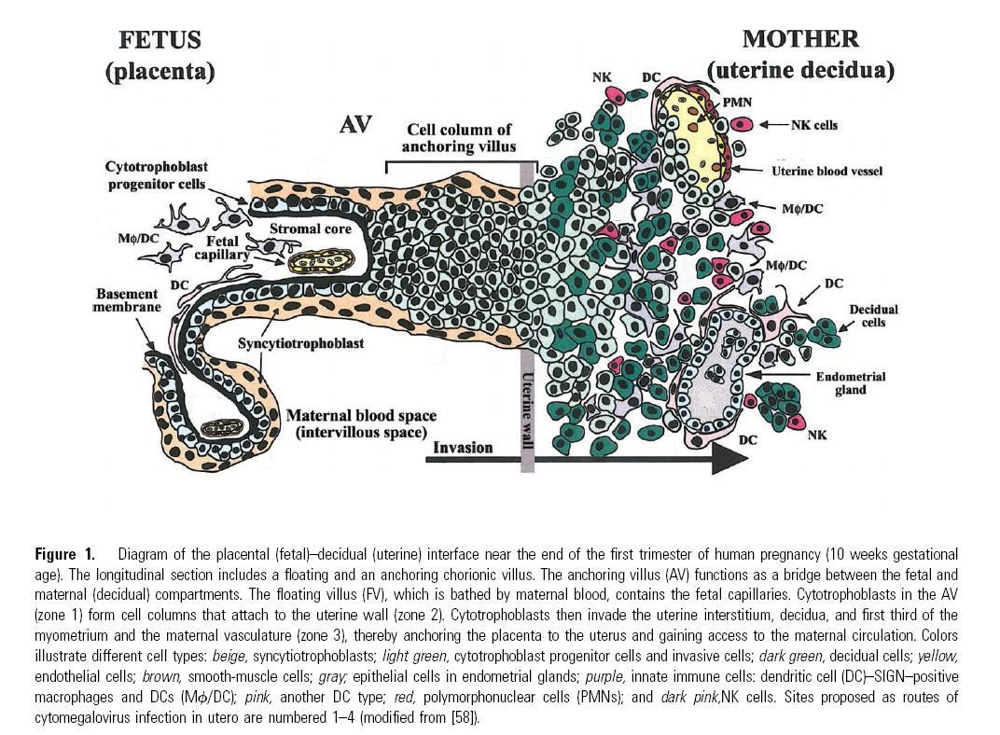 FETUS
(placenta)
MOTHER
(uterine decidua)
NK
DC
PMN
NK cells
AV
Cell column of
anchoring villus
Cytotrophoblast
progenitor cells
Uterine blood vessel
Mϕ/DC
Stromal core
Mϕ/DC
Fetal
capillary
Mϕ/DC
DC
DC
Basement
membrane
Decidual
cells
Syncytiotrophoblast
Endometrial
gland
Uterine wall
Maternal blood space
(intervillous space)
Invasion
DC
NK
Figure 1. Diagram of the placental (fetal)–decidual (uterine) interface near the end of the first trimester of human pregnancy (10 weeks gestational
age). The longitudinal section includes a floating and an anchoring chorionic villus. The anchoring villus (AV) functions as a bridge between the fetal and
maternal (decidual) compartments. The floating villus (FV), which is bathed by maternal blood, contains the fetal capillaries. Cytotrophoblasts in the AV
(zone 1) form cell columns that attach to the uterine wall (zone 2). Cytotrophoblasts then invade the uterine interstitium, decidua, and first third of the
myometrium and the maternal vasculature (zone 3), thereby anchoring the placenta to the uterus and gaining access to the maternal circulation. Colors
illustrate different cell types: beige, syncytiotrophoblasts; light green, cytotrophoblast progenitor cells and invasive cells; dark green, decidual cells; yellow,
endothelial cells; brown, smooth-muscle cells; gray, epithelial cells in endometrial glands; purple, innate immune cells: dendritic cell (DC)–SIGN–positive
macrophages and DCs (Mϕ/DC); pink, another DC type; red, polymorphonuclear cells (PMNs); and dark pink,NK cells. Sites proposed as routes of
cytomegalovirus infection in utero are numbered 1–4 (modified from [58]).